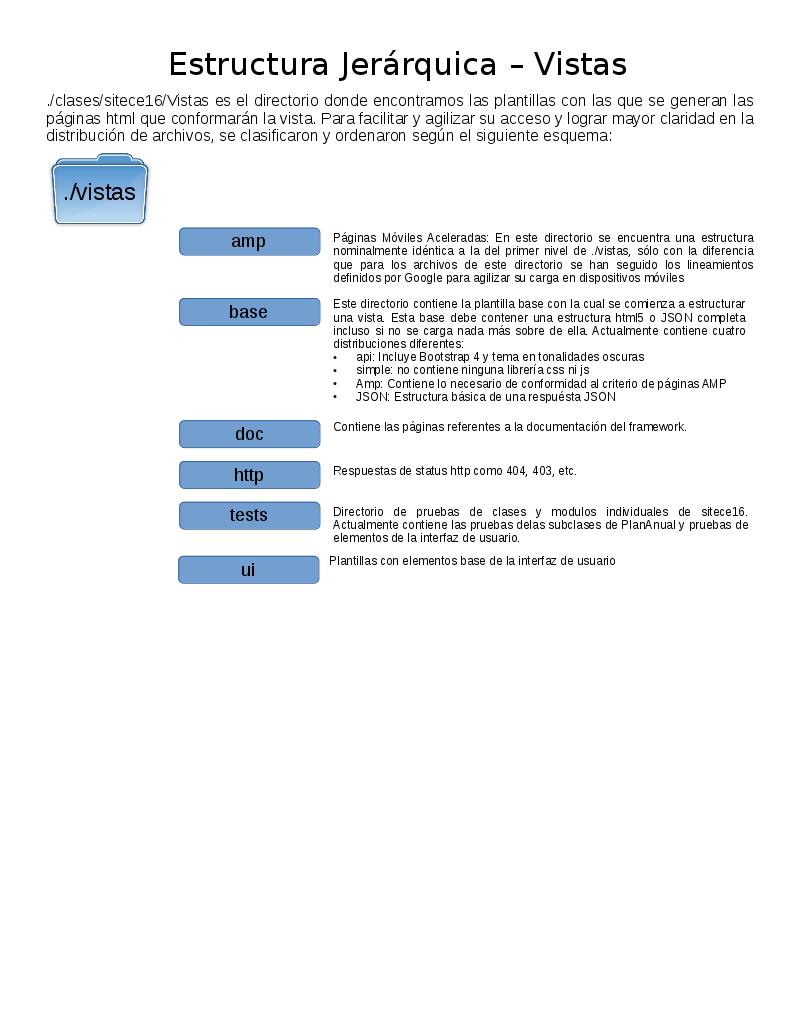 Estructura Jerárquica – Vistas
./clases/sitece16/Vistas es el directorio donde encontramos las plantillas con las que se generan las
páginas html que conformarán la vista. Para facilitar y agilizar su acceso y lograr mayor claridad en la
distribución de archivos, se clasificaron y ordenaron según el siguiente esquema:
./vistas
amp
Páginas Móviles Aceleradas: En este directorio se encuentra una estructura
nominalmente idéntica a la del primer nivel de ./vistas, sólo con la diferencia
que para los archivos de este directorio se han seguido los lineamientos
definidos por Google para agilizar su carga en dispositivos móviles
base
Este directorio contiene la plantilla base con la cual se comienza a estructurar
una vista. Esta base debe contener una estructura html5 o JSON completa
incluso si no se carga nada más sobre de ella. Actualmente contiene cuatro
distribuciones diferentes:
• api: Incluye Bootstrap 4 y tema en tonalidades oscuras
• simple: no contiene ninguna librería css ni js
• Amp: Contiene lo necesario de conformidad al criterio de páginas AMP
• JSON: Estructura básica de una respuésta JSON
doc
Contiene las páginas referentes a la documentación del framework.
http
Respuestas de status http como 404, 403, etc.
tests
Directorio de pruebas de clases y modulos individuales de sitece16.
Actualmente contiene las pruebas delas subclases de PlanAnual y pruebas de
elementos de la interfaz de usuario.
ui
Plantillas con elementos base de la interfaz de usuario